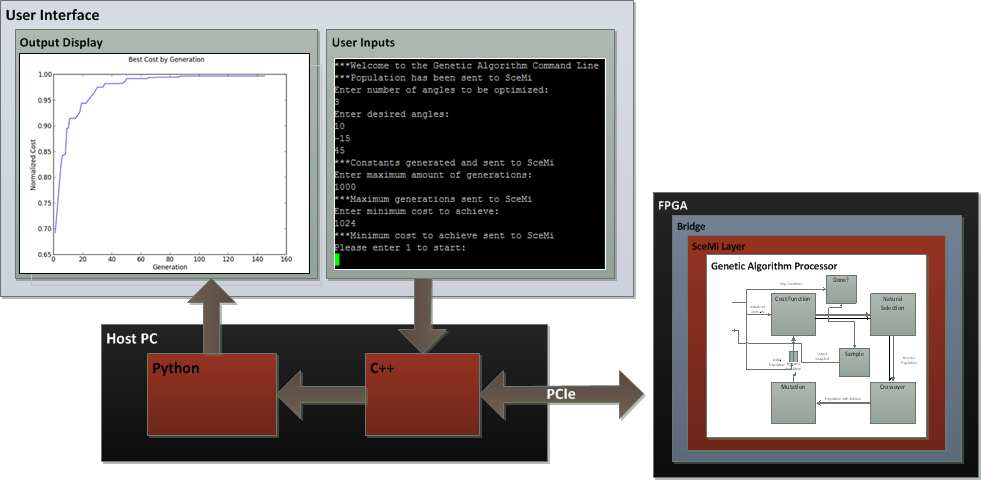 User Interface
Output Display
Best Cost by Generation
1.00
0.95
0.90
0.85
0.80
0.75
0.70
0.65
0
20
40
60
80
100
120
140
160
Normalized Cost
Generation
User Inputs
***Welcome to the Genetic Algorithm Command Line
***Population has been sent to SceMi
Enter number of angles to be optimized:
3
Enter desired angles:
10
-15
45
***Constants generated and sent to SceMi
Enter maximum amount of generations:
1000
***Maximum generations sent to SceMi
Enter minimum cost to achieve:
1024
***Minimum cost to achieve sent to SceMi
Please enter 1 to start:
Host PC
Python
C++
PCIe
FPGA
Bridge
SceMi Layer
Genetic Algorithm Processor
Done?
Stop Conditions
Cost Function
Natural
Selection
Output
Snapshot
Sample
Initial
Population
Mutation
Crossover